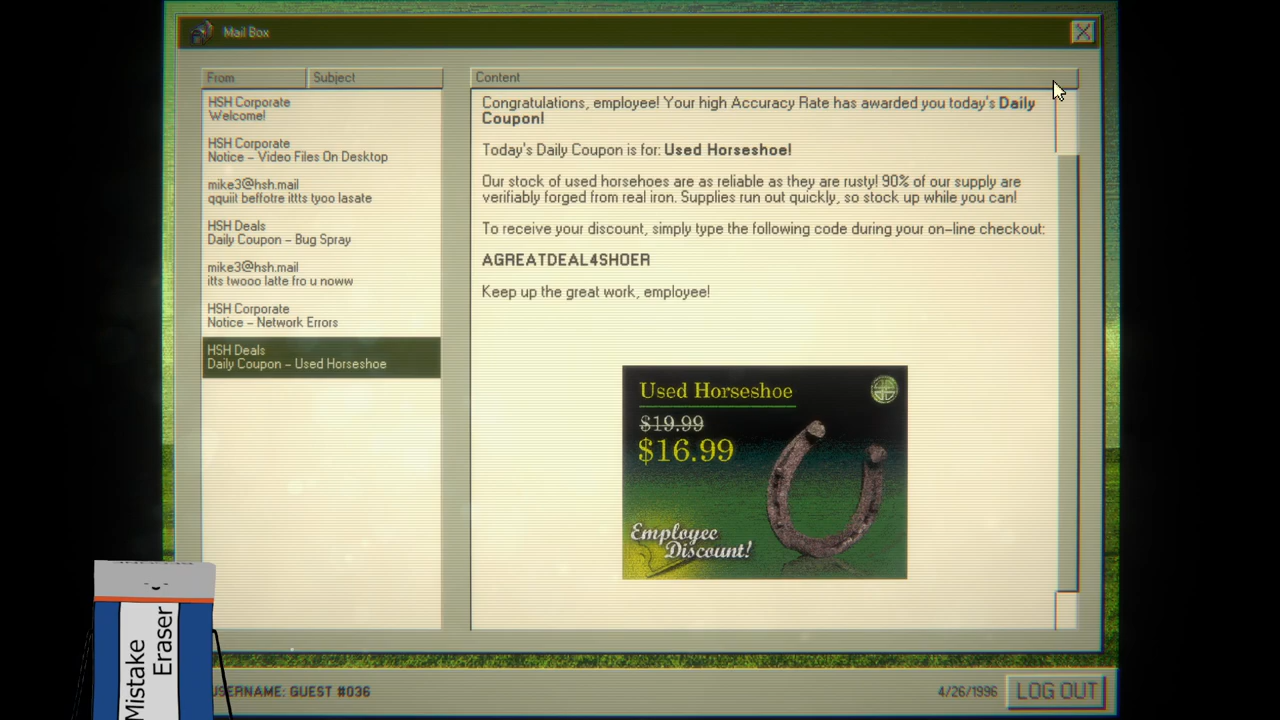 Mail Box
From
Subject
Content
HSH Corporate
Welcome!
HSH Corporate
Notice – Video Files On Desktop
mike3@hsh.mail
qquiit beffotre ittts tyoo lasate
HSH Deals
Daily Coupon – Bug Spray
mike3@hsh.mail
itts twooo latte fro u noww
HSH Corporate
Notice – Network Errors
HSH Deals
Daily Coupon – Used Horseshoe
Congratulations, employee! Your high Accuracy Rate has awarded you today's Daily
Coupon!
Today's Daily Coupon is for: Used Horseshoe!
Our stock of used horsehoes are as reliable as they are rusty! 90% of our supply are
verifiably forged from real iron. Supplies run out quickly, so stock up while you can!
To receive your discount, simply type the following code during your on-line checkout:
AGREATDEAL4SHOER
Keep up the great work, employee!
Used Horseshoe
$19.99
$16.99
Employee
Discount!
Mistake
Eraser
USERNAME: GUEST #036
4/26/1996
LOG OUT